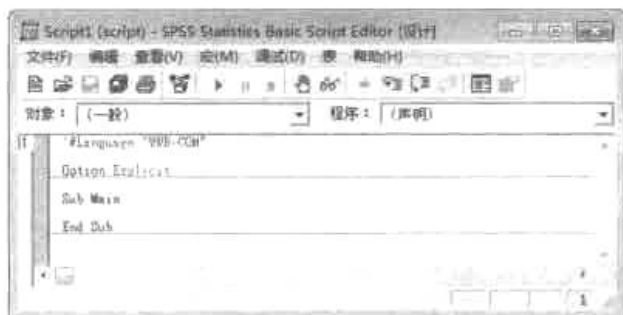 Script1 (script) - SPSS Statistics Basic Script Editor [设计]
文件(F) 编辑 查看(V) 宏(M) 调试(D) 表 帮助(H)
对象： (一般) 程序： (声明)
'#Language "WWB-COM"
Option Explicit
Sub Main
End Sub
1